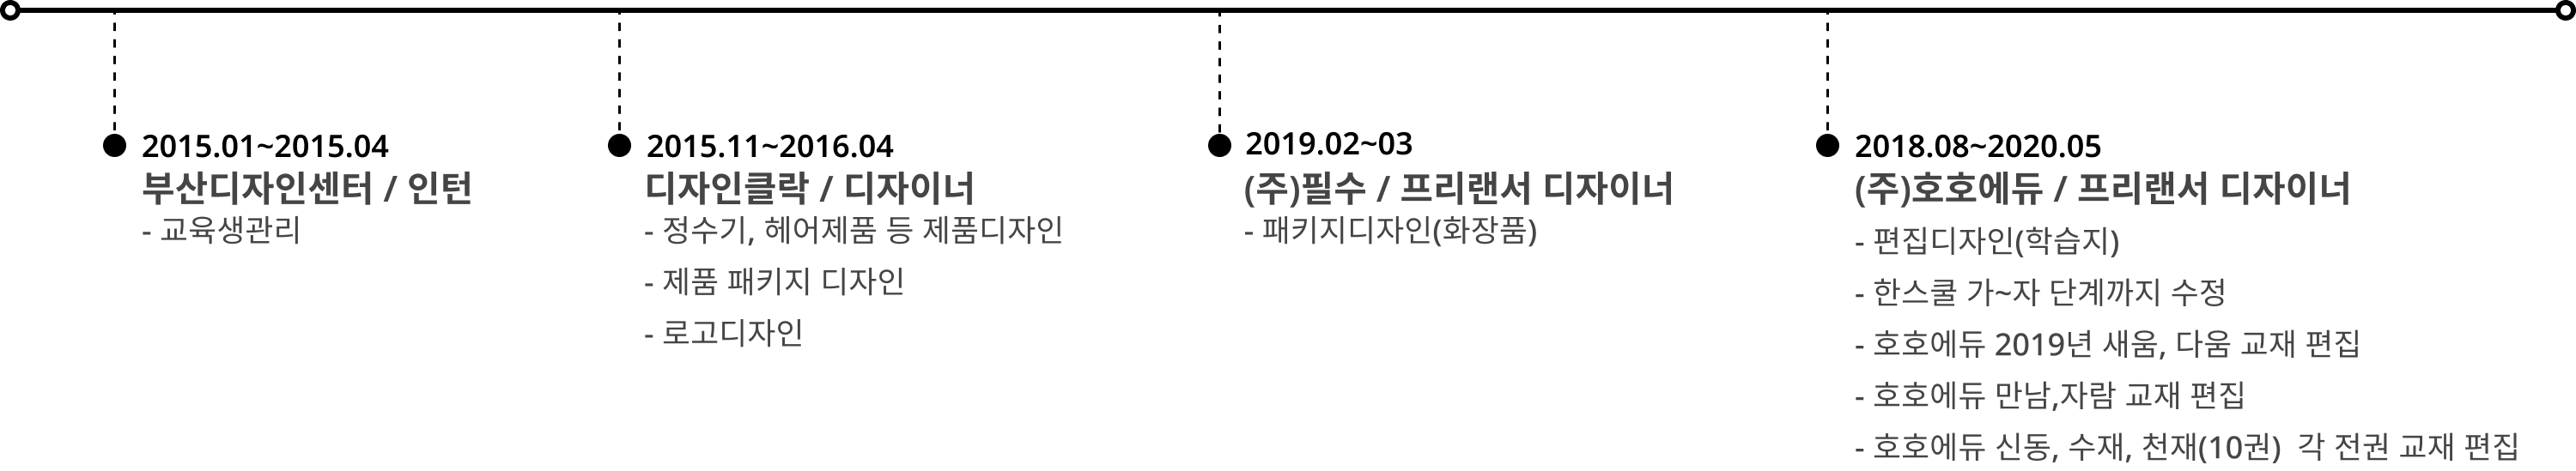 2015.01~2015.04
부산디자인센터 / 인턴
- 교육생관리
2015.11~2016.04
디자인클락 / 디자이너
- 정수기, 헤어제품 등 제품디자인
- 제품 패키지 디자인
- 로고디자인
2019.02~03
(주)필수 / 프리랜서 디자이너
- 패키지디자인(화장품)
2018.08~2020.05
(주)호호에듀 / 프리랜서 디자이너
- 편집디자인(학습지)
- 한스쿨 가~자 단계까지 수정
- 호호에듀 2019년 새움, 다움 교재 편집
- 호호에듀 만남,자람 교재 편집
- 호호에듀 신동, 수재, 천재(10권)  각 전권 교재 편집